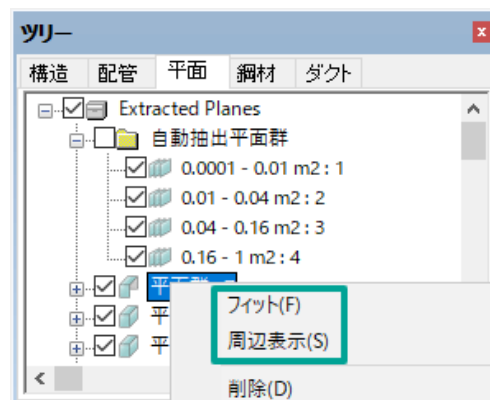 ツリー
x
構造 配管 平面 鋼材 ダクト
Extracted Planes
自動抽出平面群
0.0001 - 0.01 m2 : 1
0.01 - 0.04 m2 : 2
0.04 - 0.16 m2 : 3
0.16 - 1 m2 : 4
平
フィット(F)
平
周辺表示(S)
平
削除(D)